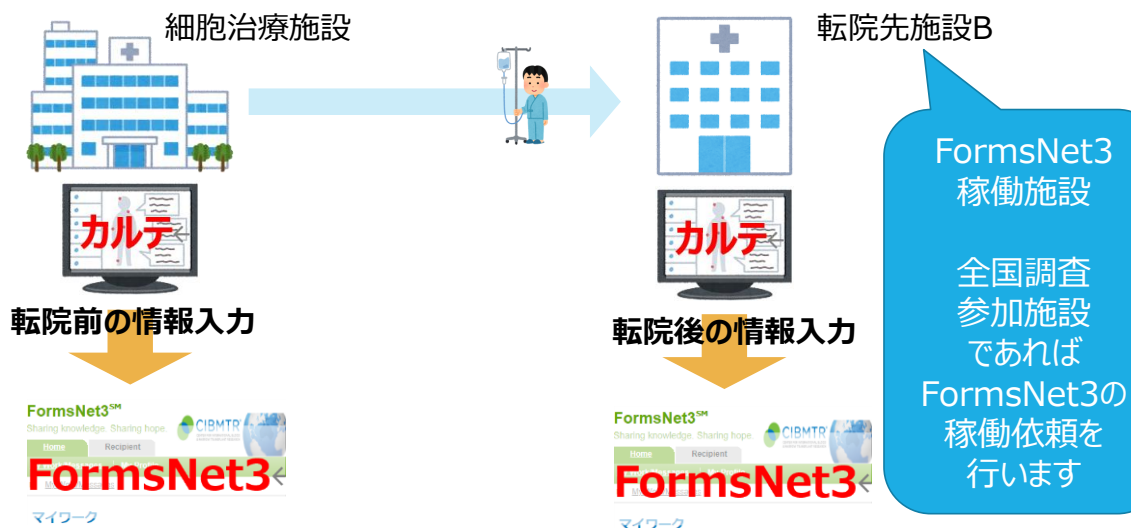 細胞治療施設
転院先施設B
カルテ
カルテ
転院前の情報入力
転院後の情報入力
FormsNet3
稼働施設
全国調査
参加施設
であれば
FormsNet3の
稼働依頼を
行います
FormsNet3℠
Sharing knowledge. Sharing hope.
CIBMTR
Home
Recipient
FormsNet3
マイワーク
FormsNet3℠
Sharing knowledge. Sharing hope.
CIBMTR
Home
Recipient
FormsNet3
マイワーク